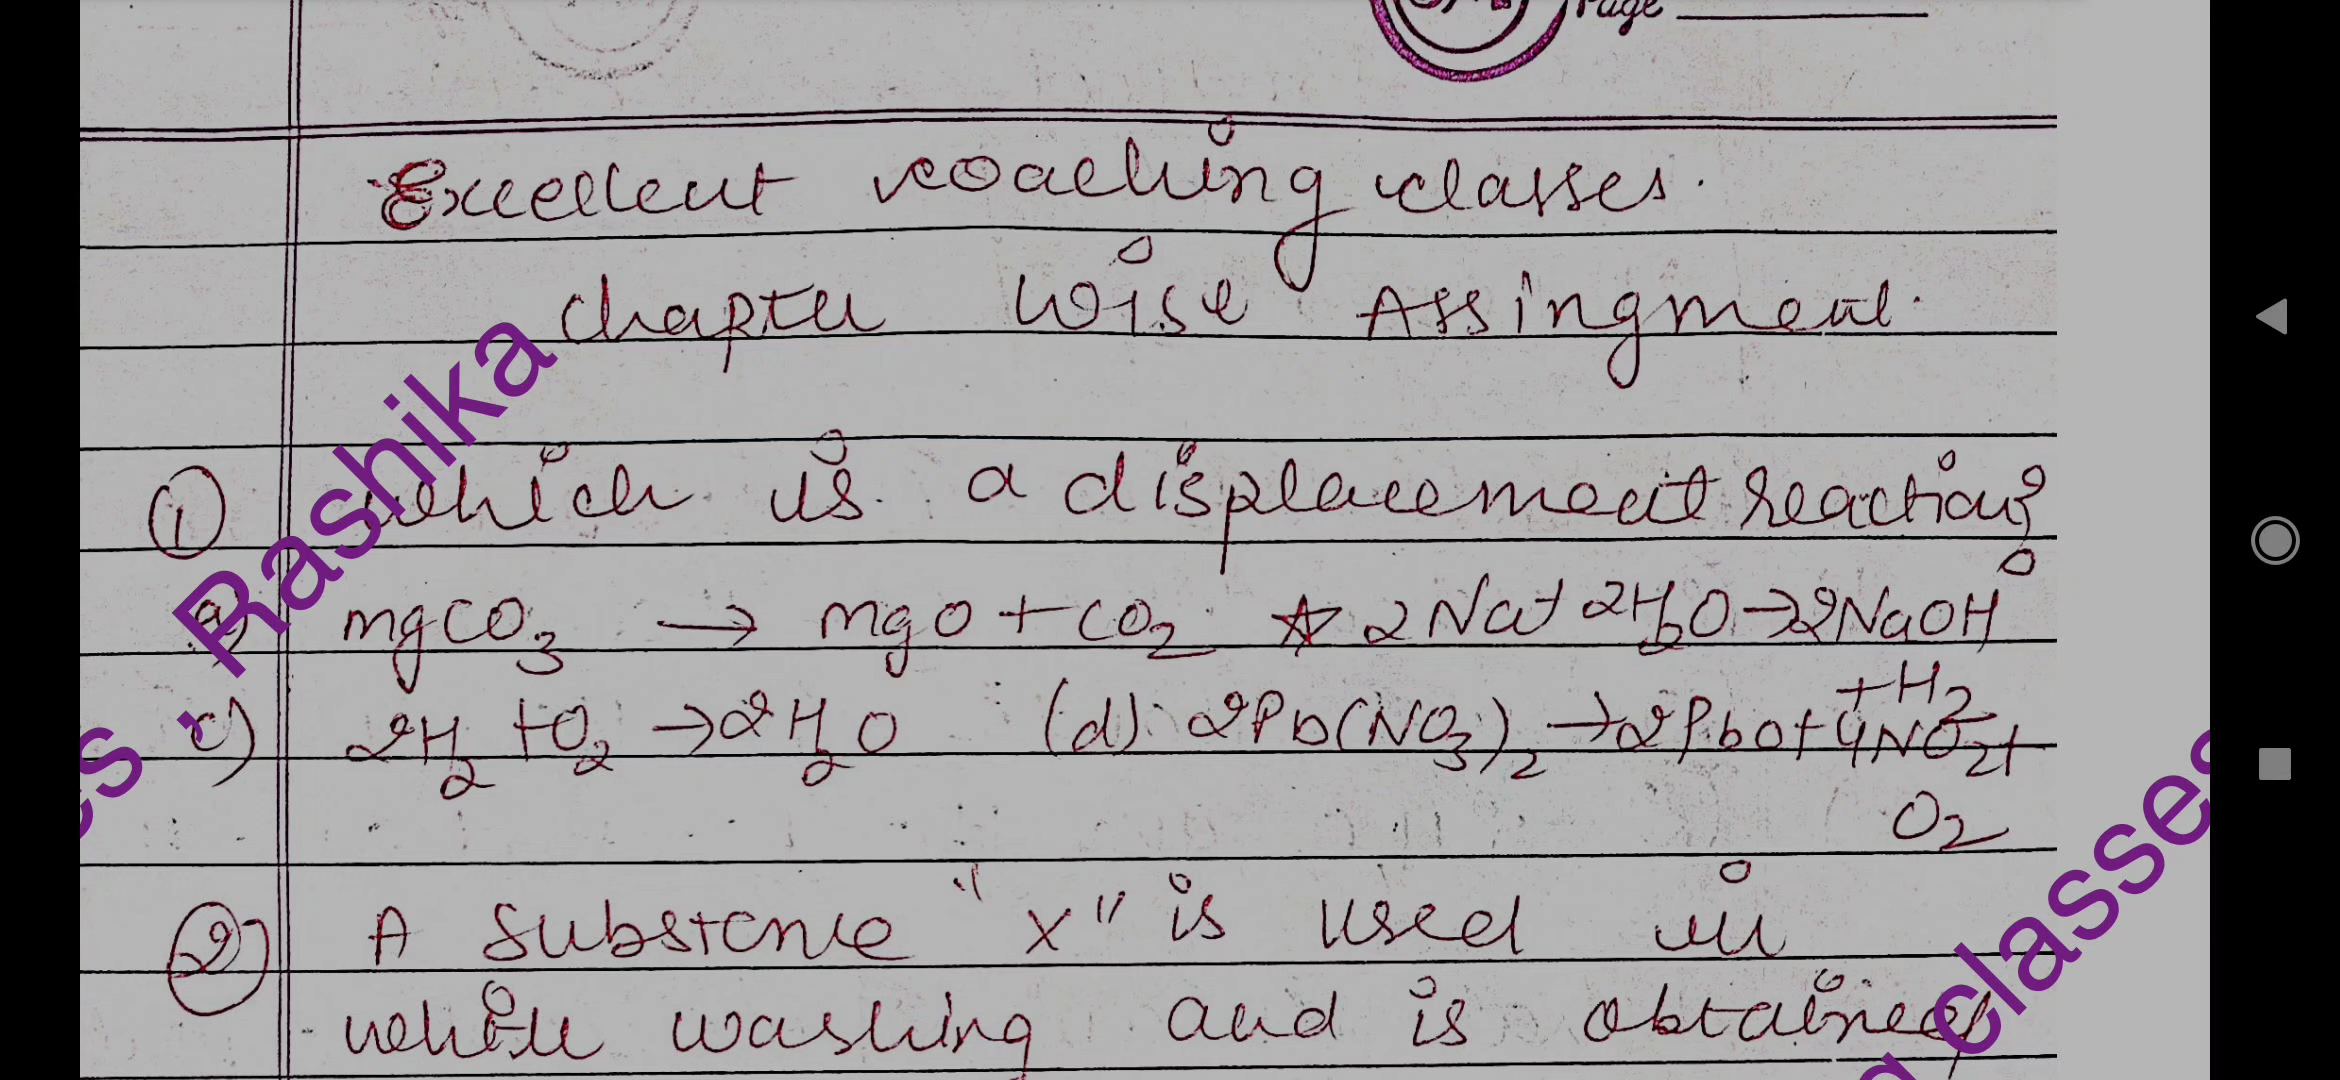 Page
Excellent coaching classes.
Chapter Wise Assingment.
① which is a displacement reaction?
a) mgCO₃ → mgO + CO₂ ☆ 2Na + 2H₂O → 2NaOH
+ H₂
c) 2H₂ + O₂ → 2H₂O (d) 2Pb(NO₃)₂ → 2PbO + 4NO₂ +
O₂
② A Substance "X" is used in
white washing and is obtained
Rashika
classes